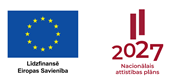 2027
Līdzfinansē
Eiropas Savienība
Nacionālais
attīstības plāns